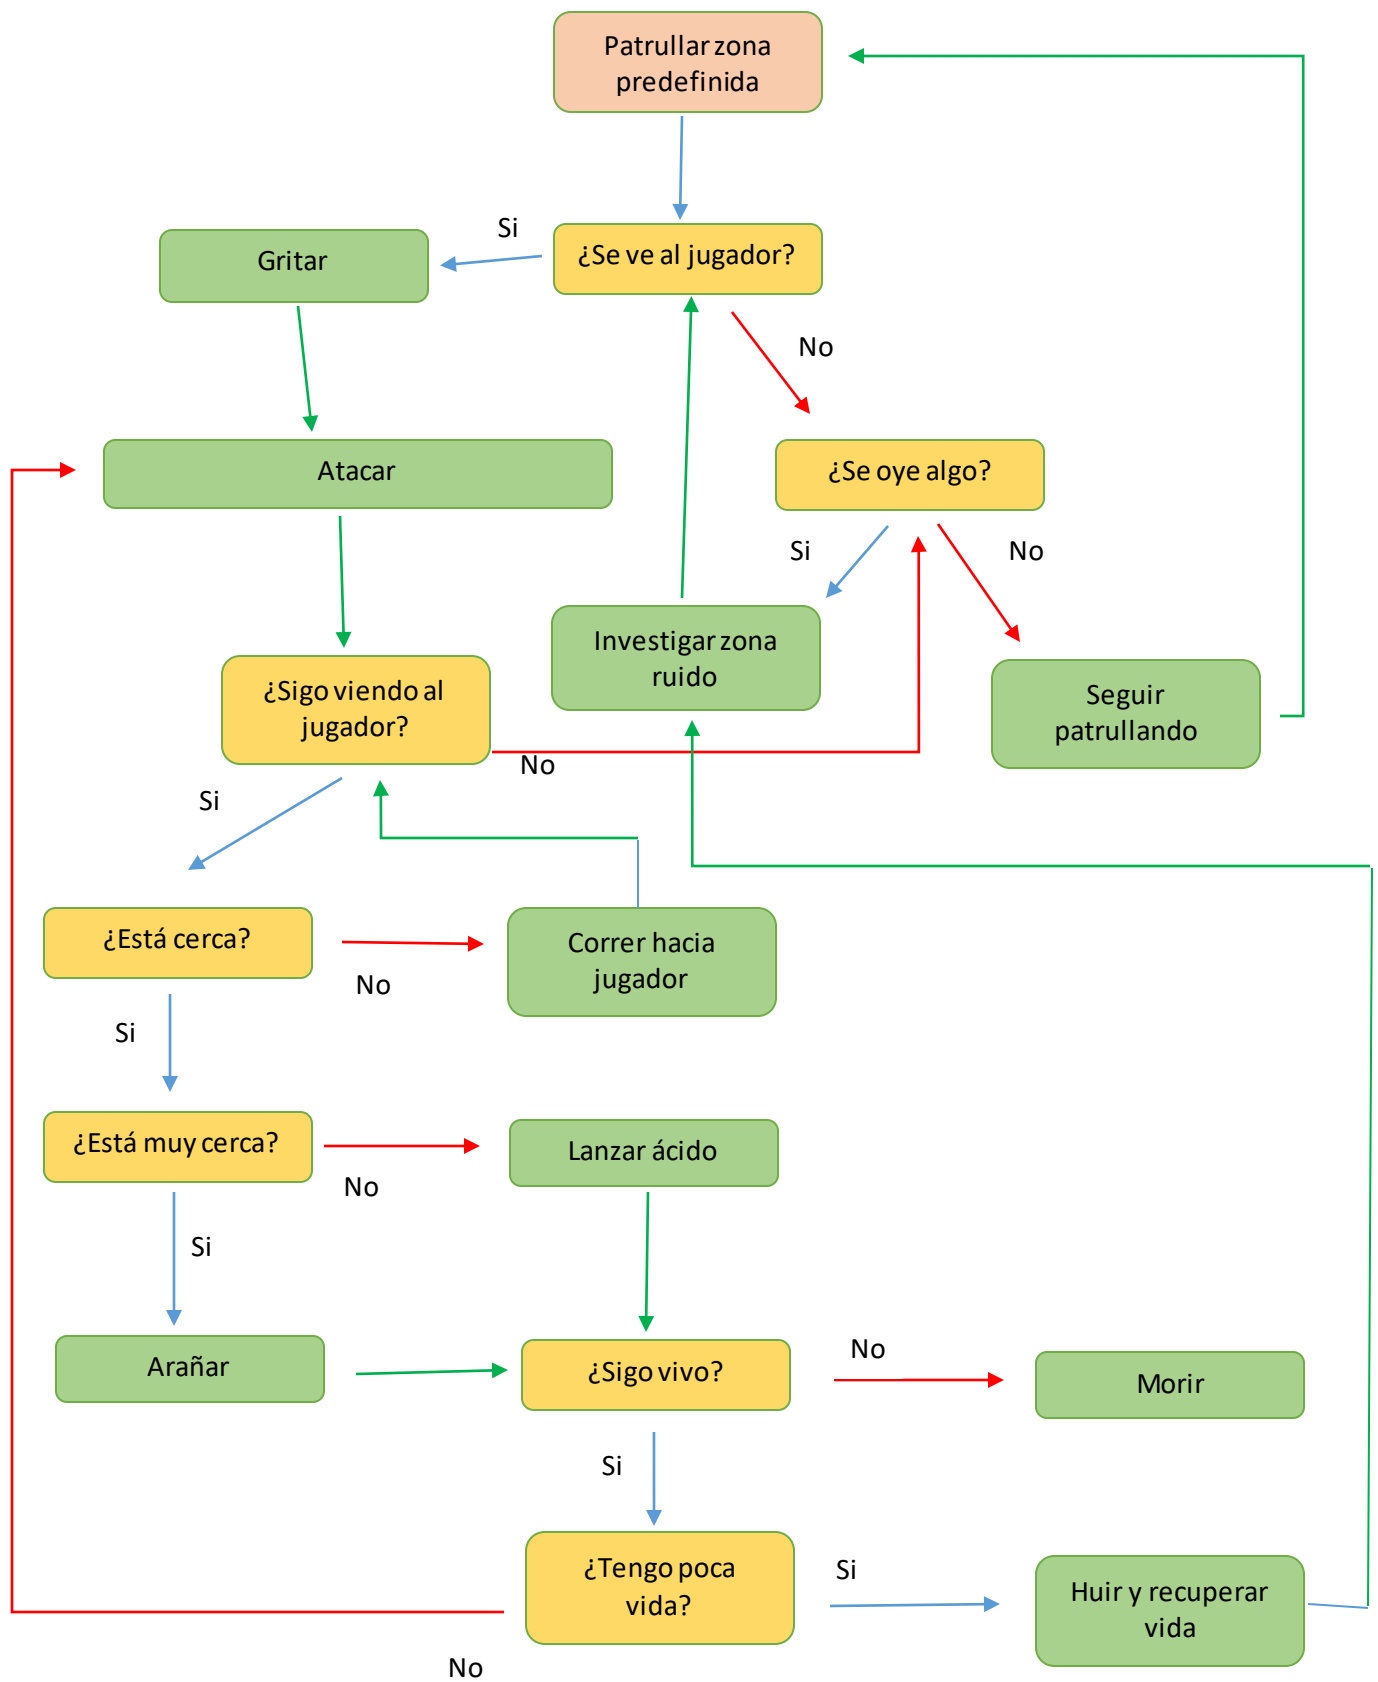 Patrullar zona
predefinida
Si
¿Se ve al jugador?
Gritar
No
Atacar
¿Se oye algo?
Si
No
Investigar zona
ruido
¿Sigo viendo al
jugador?
Seguir
patrullando
No
Si
¿Está cerca?
No
Correr hacia
jugador
Si
¿Está muy cerca?
No
Lanzar ácido
Si
Arañar
¿Sigo vivo?
No
Morir
Si
¿Tengo poca
vida?
Si
Huir y recuperar
vida
No